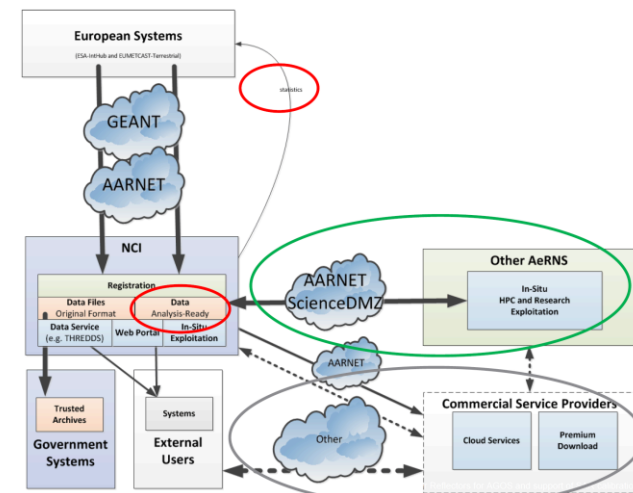 European Systems
(ESA-IntHub and EUMETCAST-Terrestrial)
statistics
GEANT
AARNET
NCI
Registration
Data Files
Original Format
Data
Analysis-Ready
Data Service
(e.g. THREDDS)
Web Portal
In-Situ
Exploitation
AARNET
ScienceDMZ
Other AeRNS
In-Situ
HPC and Research
Exploitation
AARNET
Trusted
Archives
Government
Systems
Systems
External
Users
Other
Commercial Service Providers
Cloud Services
Premium
Download